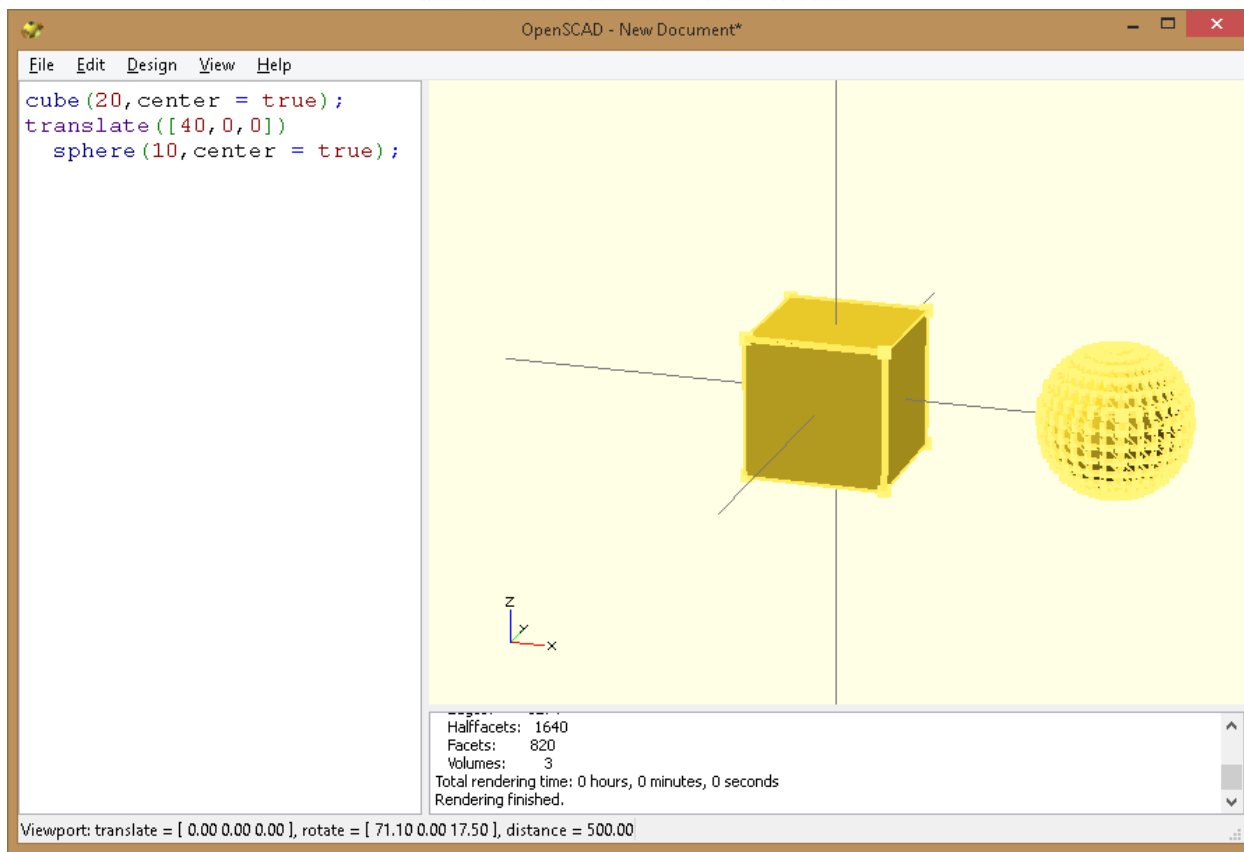 OpenSCAD - New Document*
File Edit Design View Help
cube(20,center = true);
translate([40,0,0])
  sphere(10,center = true);
Z
Y
X
Halffacets: 1640
Facets: 820
Volumes: 3
Total rendering time: 0 hours, 0 minutes, 0 seconds
Rendering finished.
Viewport: translate = [ 0.00 0.00 0.00 ], rotate = [ 71.10 0.00 17.50 ], distance = 500.00